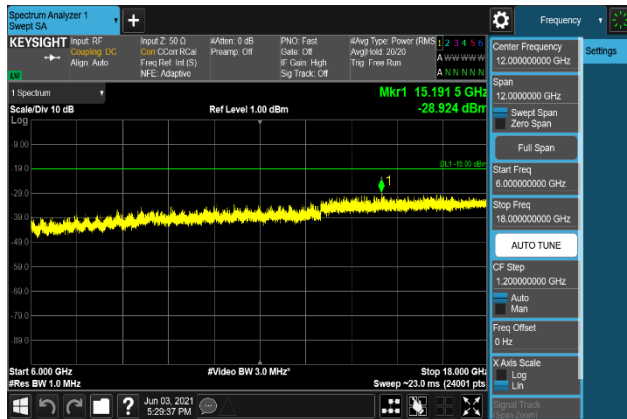 Spectrum Analyzer 1
Swept SA
Frequency
KEYSIGHT
Input: RF
Coupling: DC
Align: Auto
Input Z: 50 Ω
Corr CCorr RCal
Freq Ref: Int (S)
NFE: Adaptive
#Atten: 0 dB
Preamp: Off
PNO: Fast
Gate: Off
IF Gain: High
Sig Track: Off
#Avg Type: Power (RMS)
Avg|Hold: 20/20
Trig: Free Run
1 2 3 4 5 6
A W W W W W
A N N N N N
1 Spectrum
Scale/Div 10 dB
Ref Level 1.00 dBm
Mkr1 15.191 5 GHz
-28.924 dBm
Log
-9.00
-19.0
-29.0
-39.0
-49.0
-59.0
-69.0
-79.0
-89.0
DL1 -19.00 dBm
1
Start 6.000 GHz
#Video BW 3.0 MHz*
Stop 18.000 GHz
#Res BW 1.0 MHz
Sweep ~23.0 ms (24001 pts)
Jun 03, 2021
5:29:37 PM
Center Frequency
12.000000000 GHz
Span
12.0000000 GHz
Swept Span
Zero Span
Full Span
Start Freq
6.000000000 GHz
Stop Freq
18.000000000 GHz
AUTO TUNE
CF Step
1.200000000 GHz
Auto
Man
Freq Offset
0 Hz
X Axis Scale
Log
Lin
Signal Track
(Span Zoom)
Settings